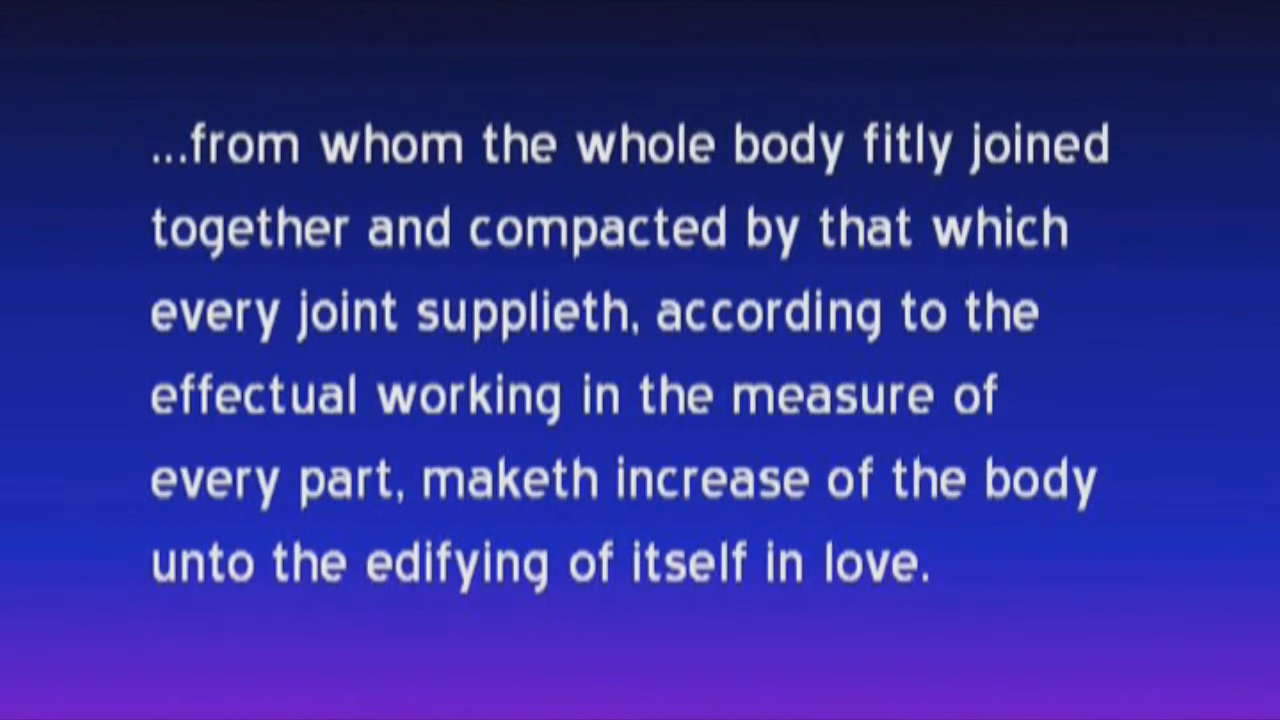 ...from whom the whole body fitly joined
together and compacted by that which
every joint supplieth, according to the
effectual working in the measure of
every part, maketh increase of the body
unto the edifying of itself in love.